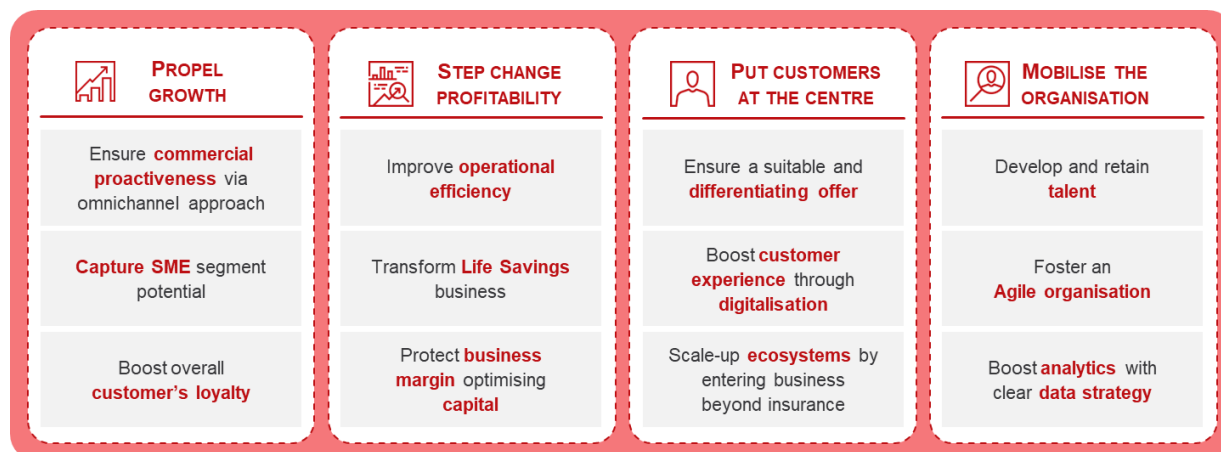 PROPEL
GROWTH
Ensure commercial
proactiveness via
omnichannel approach
Capture SME segment
potential
Boost overall
customer’s loyalty
STEP CHANGE
PROFITABILITY
Improve operational
efficiency
Transform Life Savings
business
Protect business
margin optimising
capital
PUT CUSTOMERS
AT THE CENTRE
Ensure a suitable and
differentiating offer
Boost customer
experience through
digitalisation
Scale-up ecosystems by
entering business
beyond insurance
MOBILISE THE
ORGANISATION
Develop and retain
talent
Foster an
Agile organisation
Boost analytics with
clear data strategy